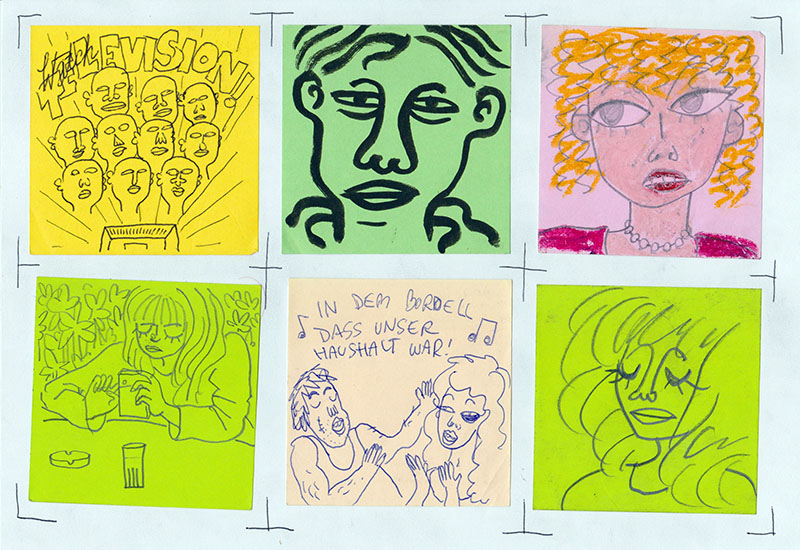 Watch
TELEVISION!
IN DEM BORDELL
DASS UNSER
HAUSHALT WAR!